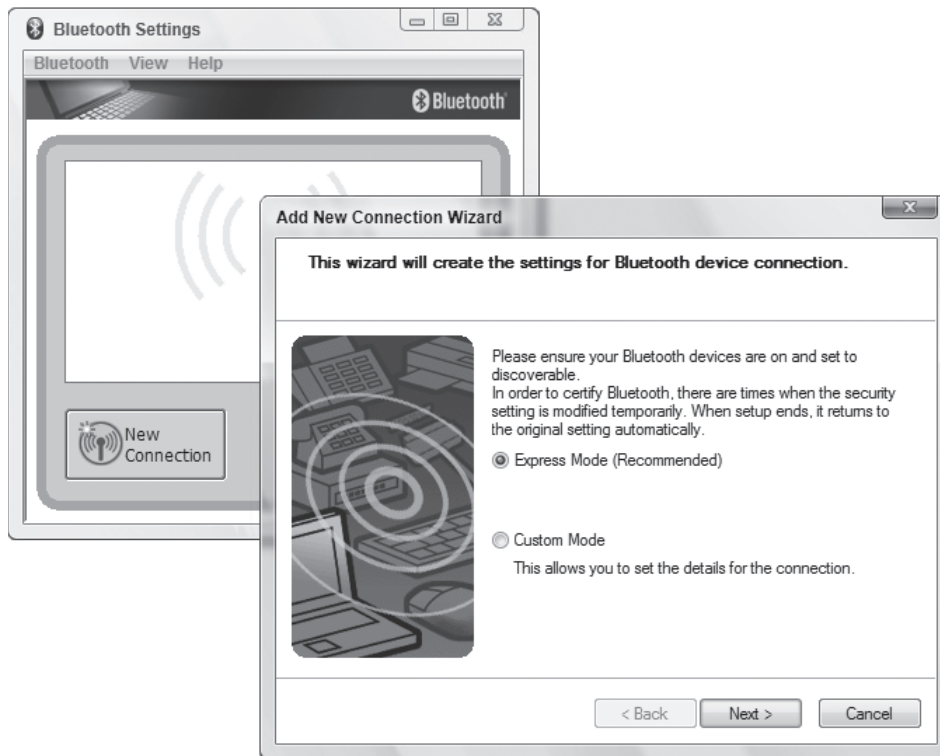 Bluetooth Settings
Bluetooth View Help
Bluetooth
New
Connection
Add New Connection Wizard
This wizard will create the settings for Bluetooth device connection.
Please ensure your Bluetooth devices are on and set to
discoverable.
In order to certify Bluetooth, there are times when the security
setting is modified temporarily. When setup ends, it returns to
the original setting automatically.
Express Mode (Recommended)
Custom Mode
This allows you to set the details for the connection.
< Back Next > Cancel